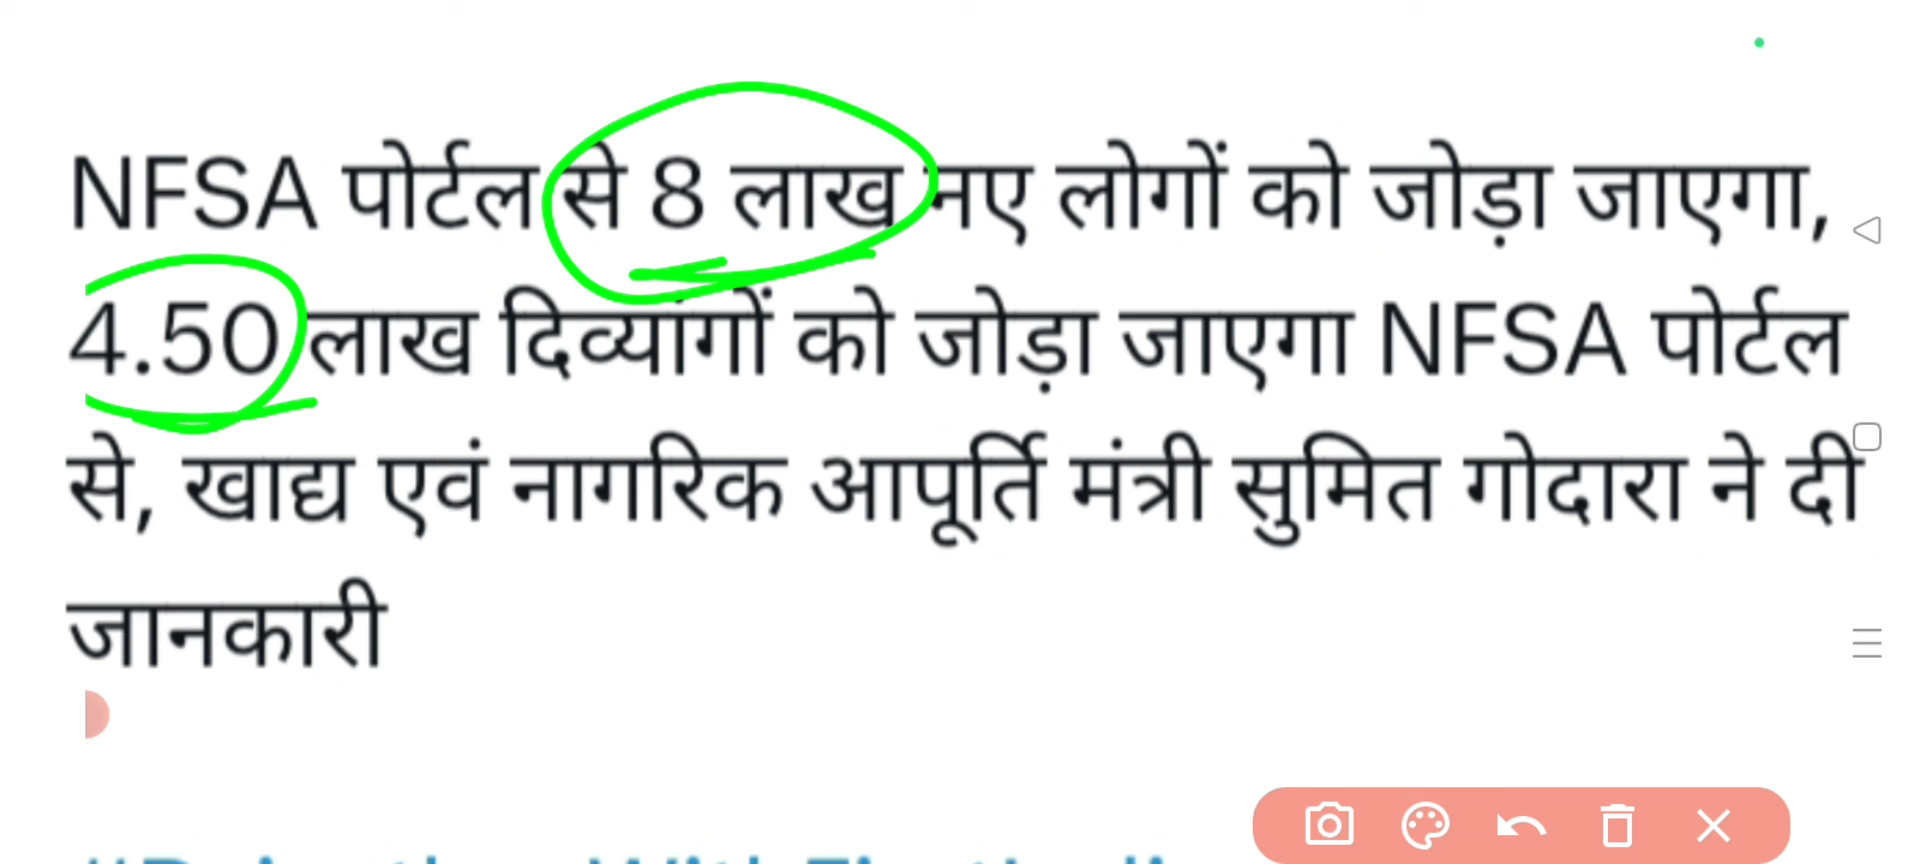 NFSA पोर्टल से 8 लाख नए लोगों को जोड़ा जाएगा,
4.50 लाख दिव्यांगों को जोड़ा जाएगा NFSA पोर्टल
से, खाद्य एवं नागरिक आपूर्ति मंत्री सुमित गोदारा ने दी
जानकारी